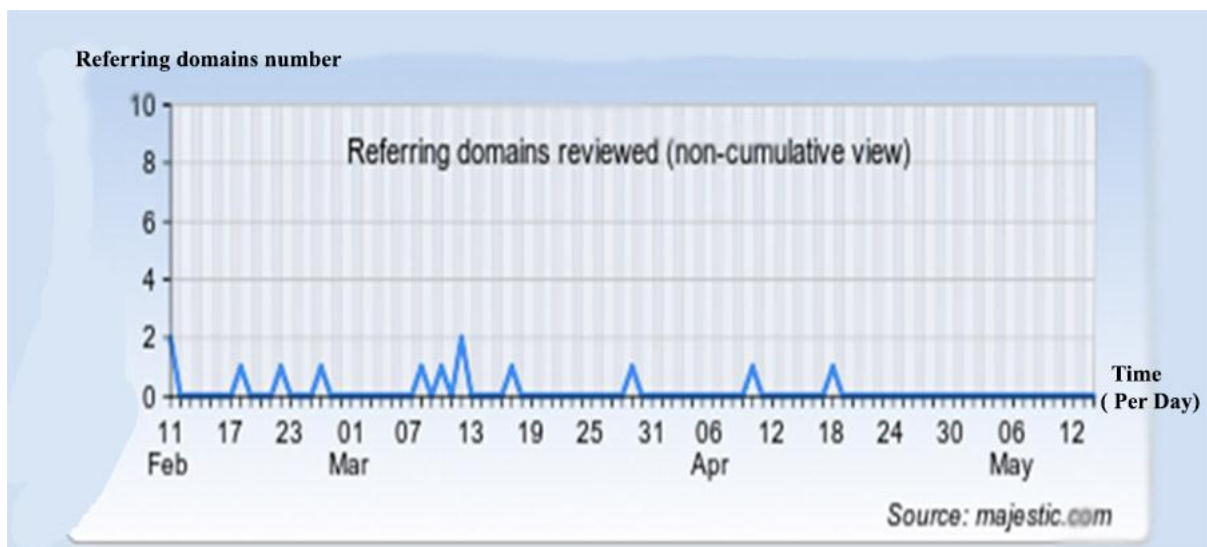 Referring domains number
Referring domains reviewed (non-cumulative view)
10
8
6
4
2
0
11 17 23 01 07 13 19 25 31 06 12 18 24 30 06 12
Feb Mar Apr May
Time
( Per Day)
Source: majestic.com